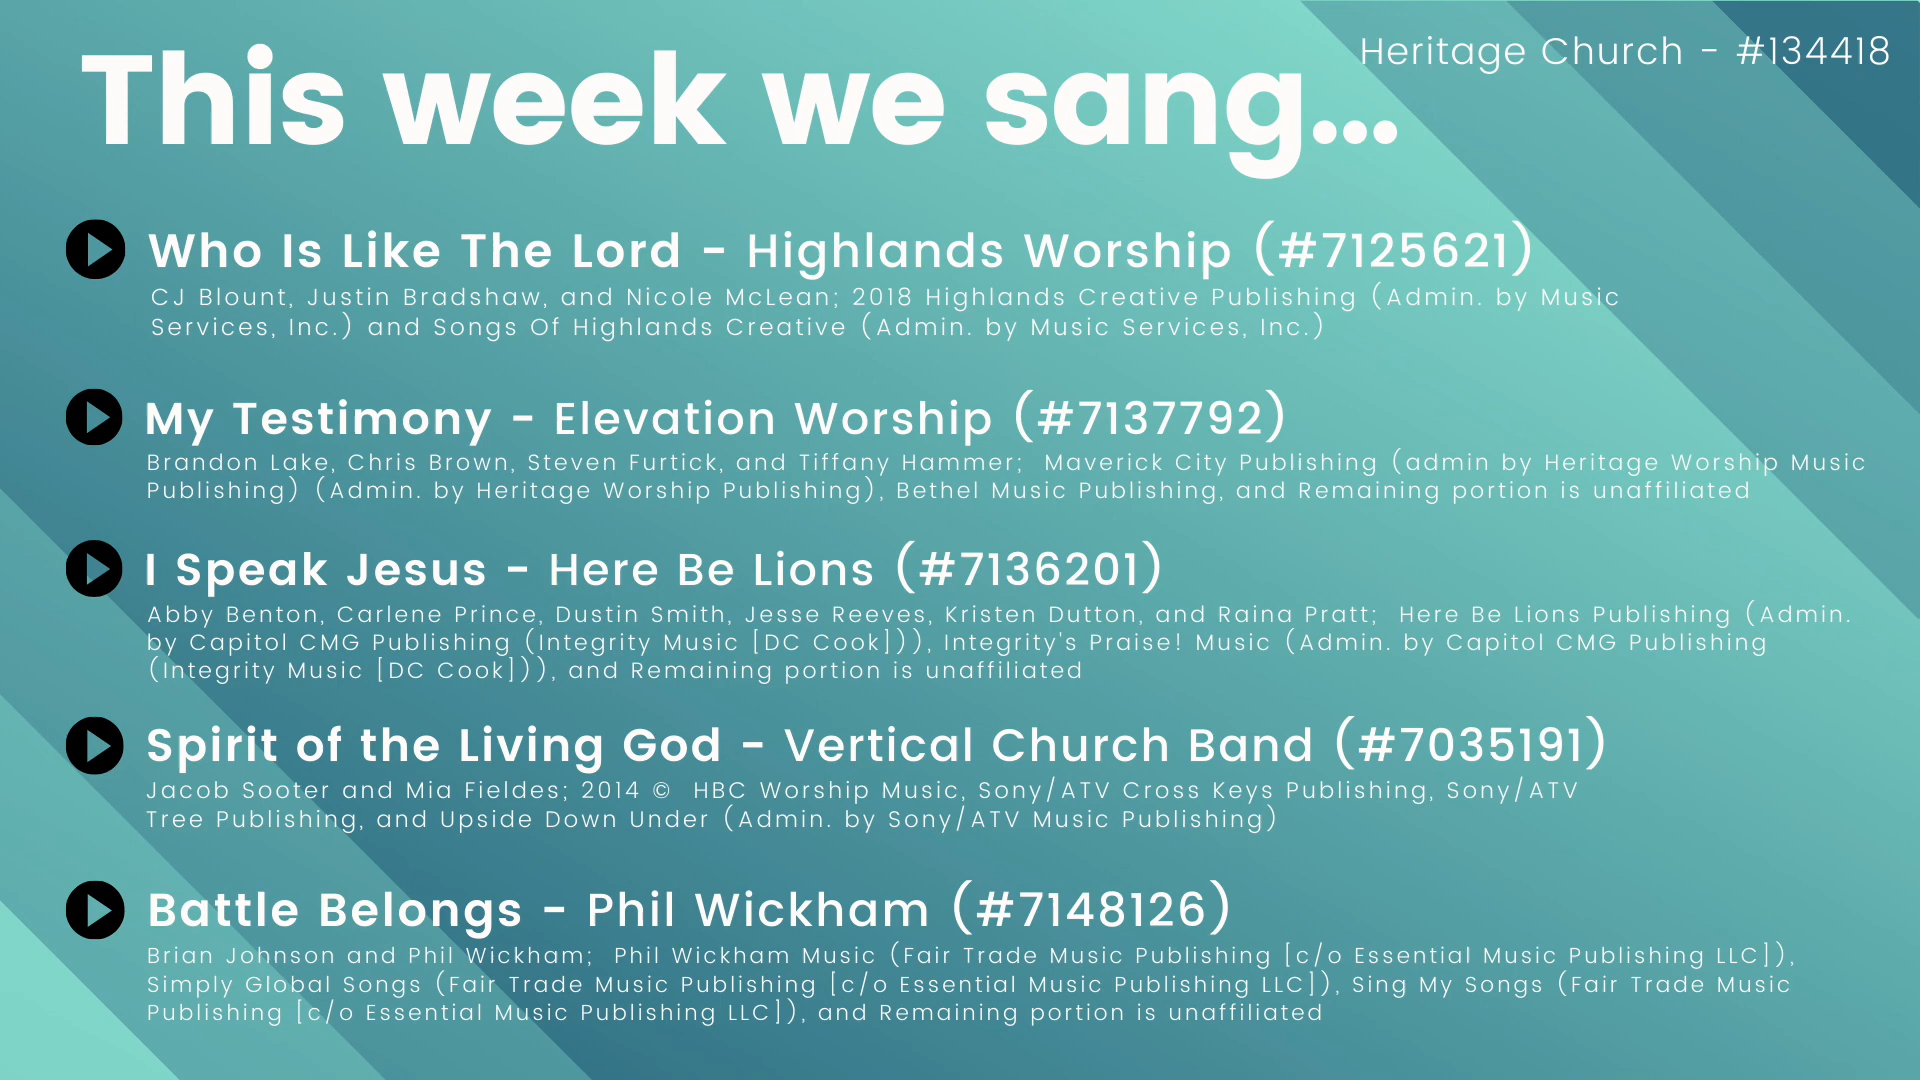 Heritage Church - #134418
This week we sang...
Who Is Like The Lord - Highlands Worship (#7125621)
CJ Blount, Justin Bradshaw, and Nicole McLean; 2018 Highlands Creative Publishing (Admin. by Music
Services, Inc.) and Songs Of Highlands Creative (Admin. by Music Services, Inc.)
My Testimony - Elevation Worship (#7137792)
Brandon Lake, Chris Brown, Steven Furtick, and Tiffany Hammer;  Maverick City Publishing (admin by Heritage Worship Music
Publishing) (Admin. by Heritage Worship Publishing), Bethel Music Publishing, and Remaining portion is unaffiliated
I Speak Jesus - Here Be Lions (#7136201)
Abby Benton, Carlene Prince, Dustin Smith, Jesse Reeves, Kristen Dutton, and Raina Pratt;  Here Be Lions Publishing (Admin.
by Capitol CMG Publishing (Integrity Music [DC Cook])), Integrity's Praise! Music (Admin. by Capitol CMG Publishing
(Integrity Music [DC Cook])), and Remaining portion is unaffiliated
Spirit of the Living God - Vertical Church Band (#7035191)
Jacob Sooter and Mia Fieldes; 2014 ©  HBC Worship Music, Sony/ATV Cross Keys Publishing, Sony/ATV
Tree Publishing, and Upside Down Under (Admin. by Sony/ATV Music Publishing)
Battle Belongs - Phil Wickham (#7148126)
Brian Johnson and Phil Wickham;  Phil Wickham Music (Fair Trade Music Publishing [c/o Essential Music Publishing LLC]),
Simply Global Songs (Fair Trade Music Publishing [c/o Essential Music Publishing LLC]), Sing My Songs (Fair Trade Music
Publishing [c/o Essential Music Publishing LLC]), and Remaining portion is unaffiliated